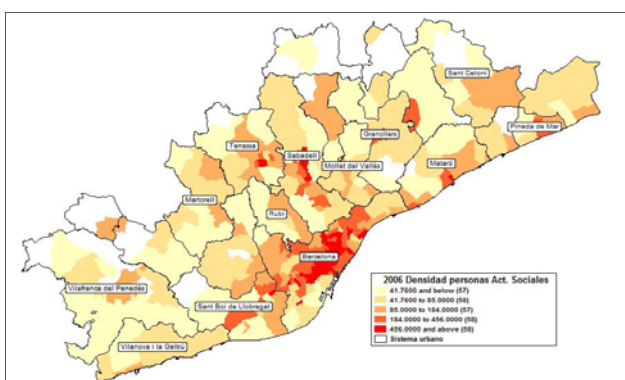 Sant Celoni
Pineda de Mar
Granollers
Terrassa
Sabadell
Mollet del Vallès
Mataró
Martorell
Rubí
Barcelona
Vilafranca del Penedès
Sant Boi de Llobregat
Vilanova i la Geltrú
2006 Densidad personas Act. Sociales
41.7600 and below (57)
41.7600 to 85.0000 (58)
85.0000 to 184.0000 (57)
184.0000 to 456.0000 (58)
456.0000 and above (58)
Sistema urbano